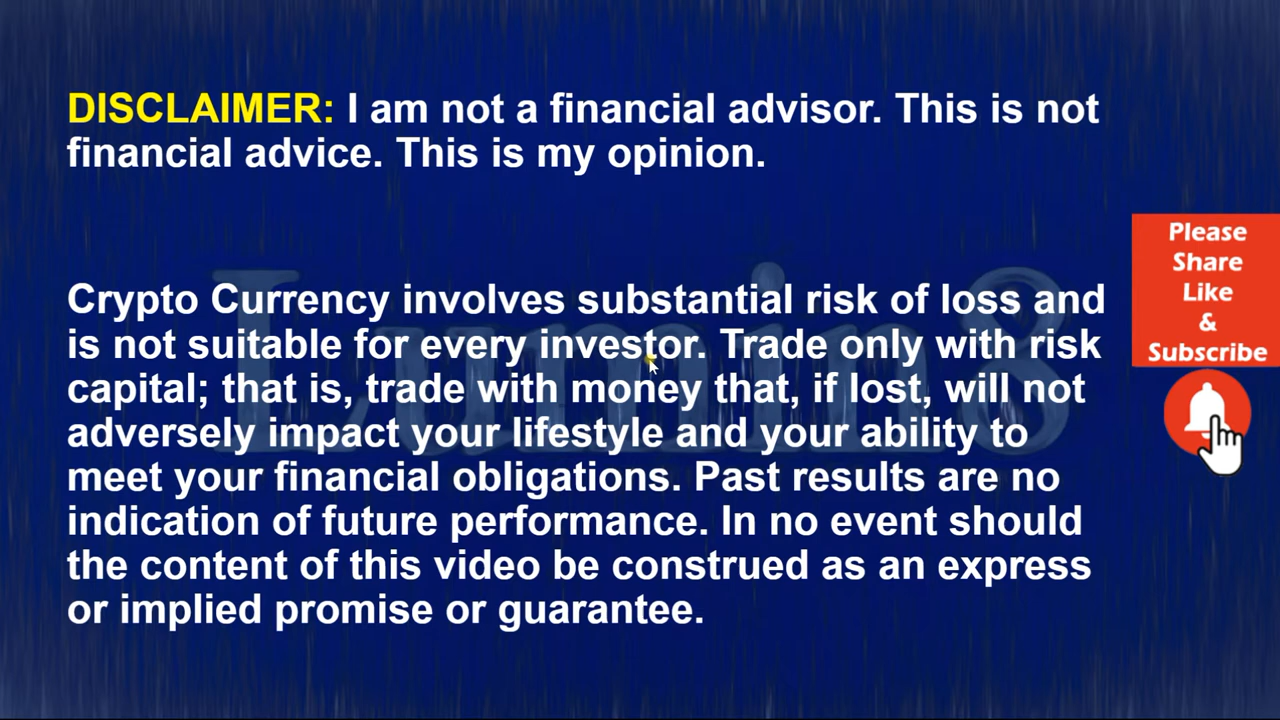 DISCLAIMER: I am not a financial advisor. This is not
financial advice. This is my opinion.
Crypto Currency involves substantial risk of loss and
is not suitable for every investor. Trade only with risk
capital; that is, trade with money that, if lost, will not
adversely impact your lifestyle and your ability to
meet your financial obligations. Past results are no
indication of future performance. In no event should
the content of this video be construed as an express
or implied promise or guarantee.
Lumin8
Please
Share
Like
&
Subscribe